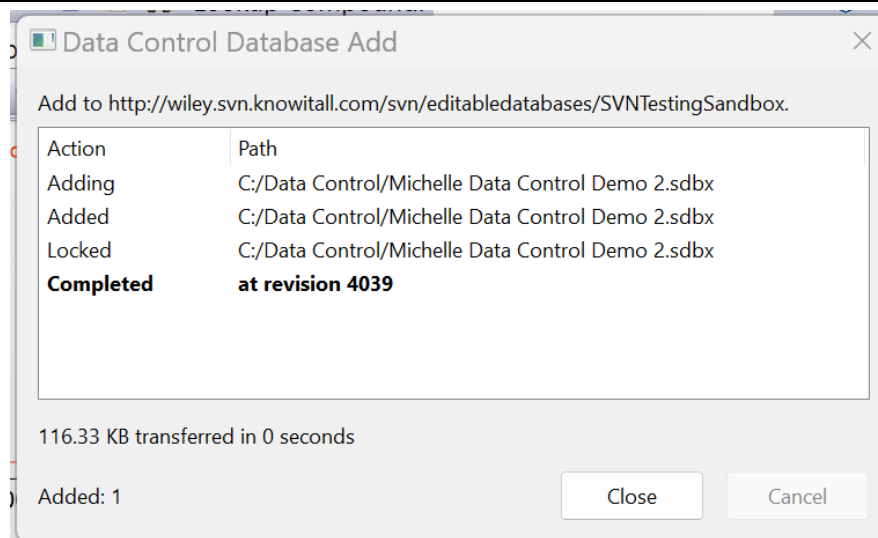 Data Control Database Add
Add to http://wiley.svn.knowitall.com/svn/editabledatabases/SVNTestingSandbox.
Action Path
Adding C:/Data Control/Michelle Data Control Demo 2.sdbx
Added C:/Data Control/Michelle Data Control Demo 2.sdbx
Locked C:/Data Control/Michelle Data Control Demo 2.sdbx
Completed at revision 4039
116.33 KB transferred in 0 seconds
Added: 1 Close Cancel